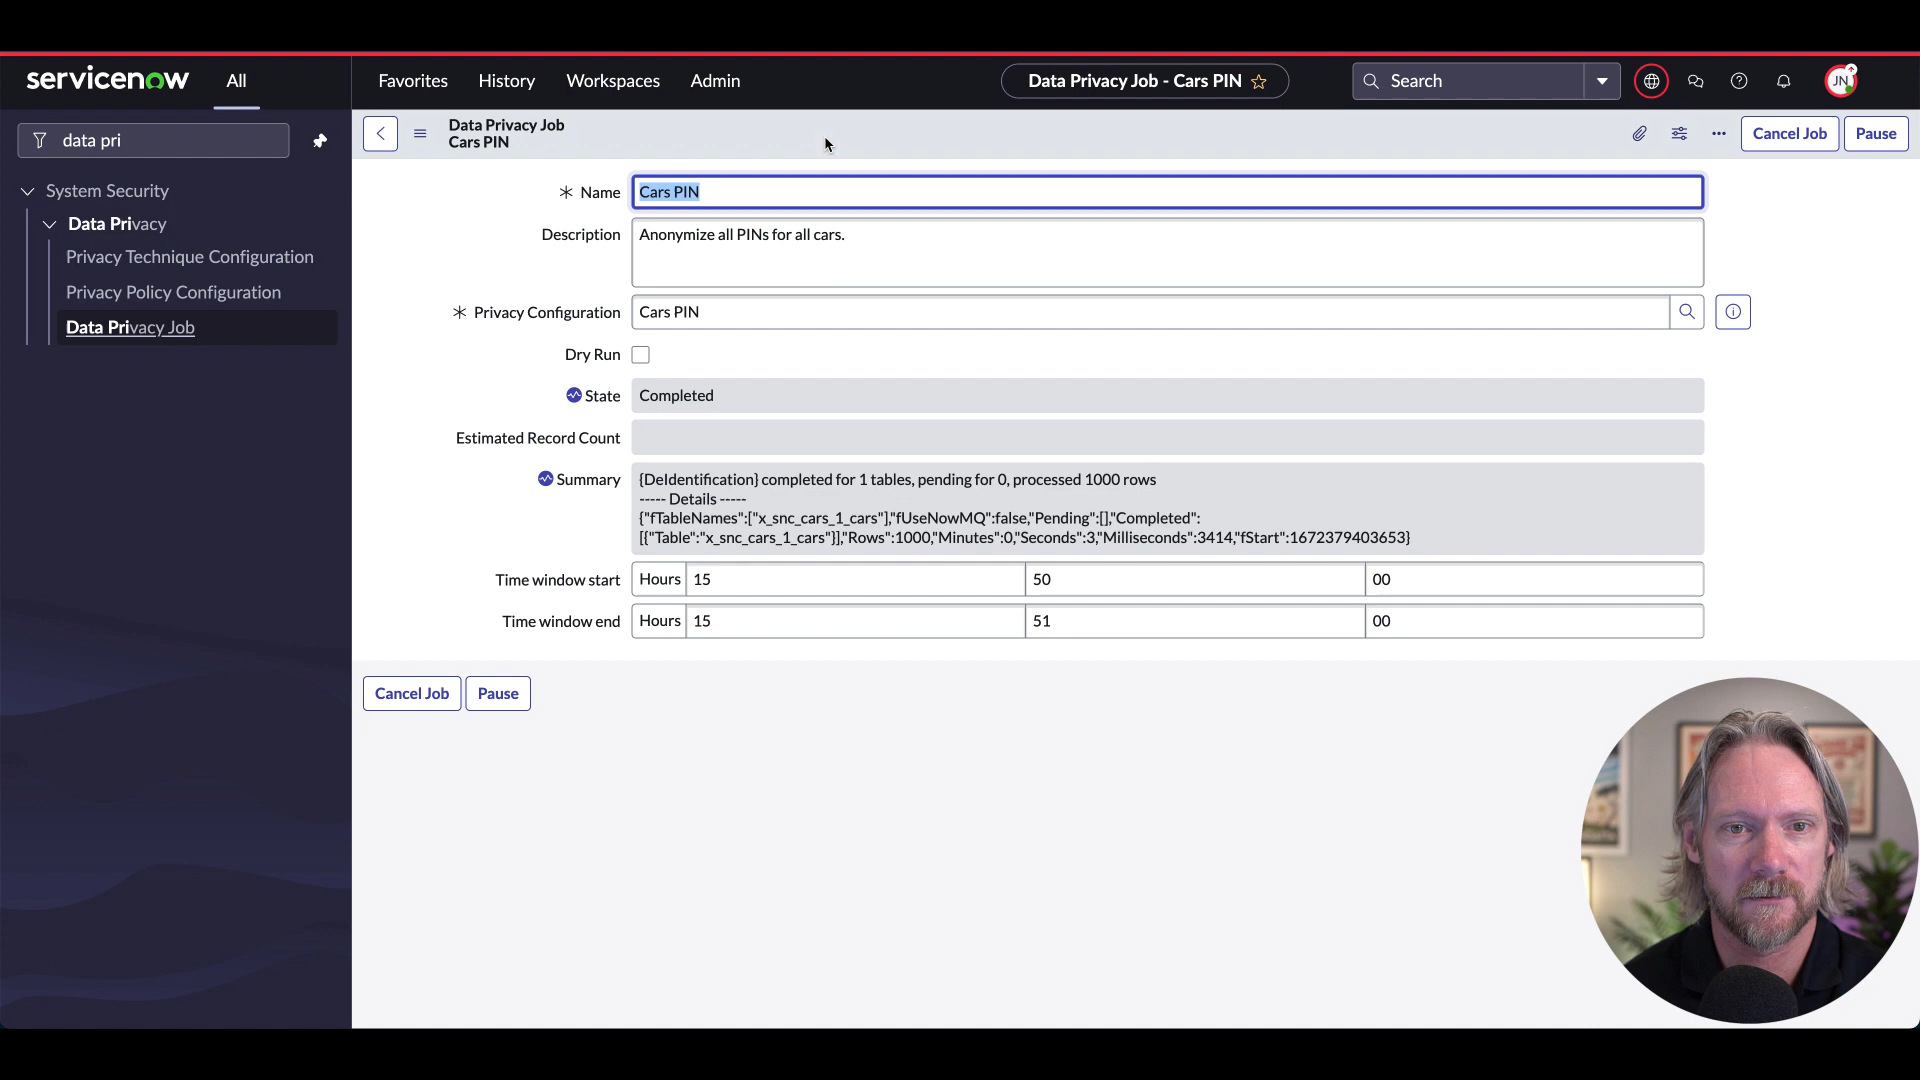 servicenow
All
Favorites
History
Workspaces
Admin
Data Privacy Job - Cars PIN
Search
JN
data pri
System Security
Data Privacy
Privacy Technique Configuration
Privacy Policy Configuration
Data Privacy Job
Data Privacy Job
Cars PIN
Cancel Job
Pause
Name
Cars PIN
Description
Anonymize all PINs for all cars.
Privacy Configuration
Cars PIN
Dry Run
State
Completed
Estimated Record Count
Summary
{DeIdentification} completed for 1 tables, pending for 0, processed 1000 rows
----- Details -----
{"fTableNames":["x_snc_cars_1_cars"],"fUseNowMQ":false,"Pending":[],"Completed":
[{"Table":"x_snc_cars_1_cars"}],"Rows":1000,"Minutes":0,"Seconds":3,"Milliseconds":3414,"fStart":1672379403653}
Time window start
Hours 15 50 00
Time window end
Hours 15 51 00
Cancel Job
Pause